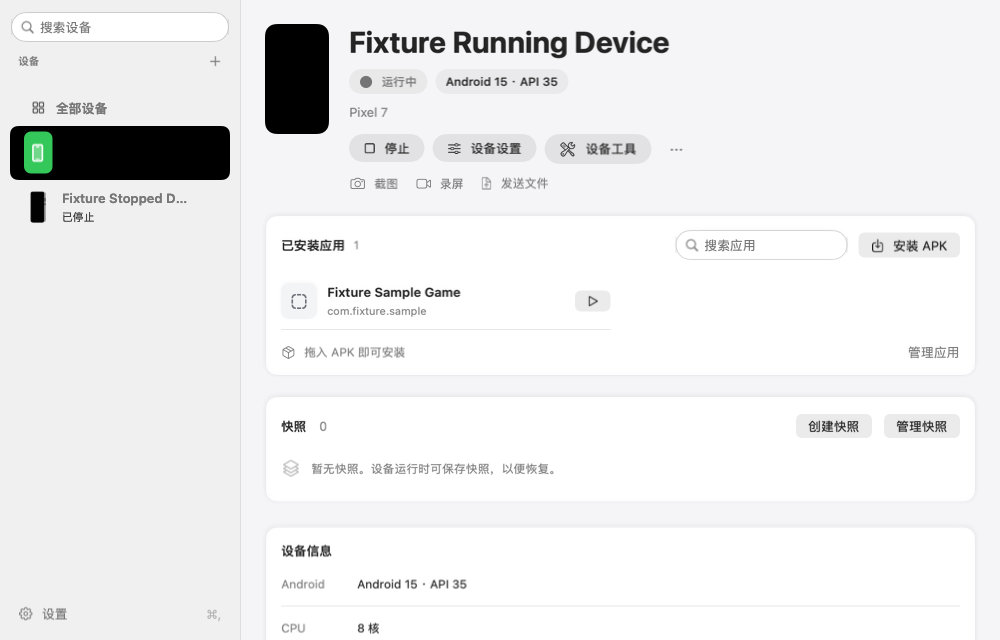 搜索设备
设备
全部设备
Fixture Stopped D...
已停止
设置
⌘,
Fixture Running Device
运行中
Android 15 · API 35
Pixel 7
停止
设备设置
设备工具
...
截图
录屏
发送文件
已安装应用 1
搜索应用
安装 APK
Fixture Sample Game
com.fixture.sample
拖入 APK 即可安装
管理应用
快照 0
创建快照
管理快照
暂无快照。设备运行时可保存快照，以便恢复。
设备信息
Android Android 15 · API 35
CPU 8 核